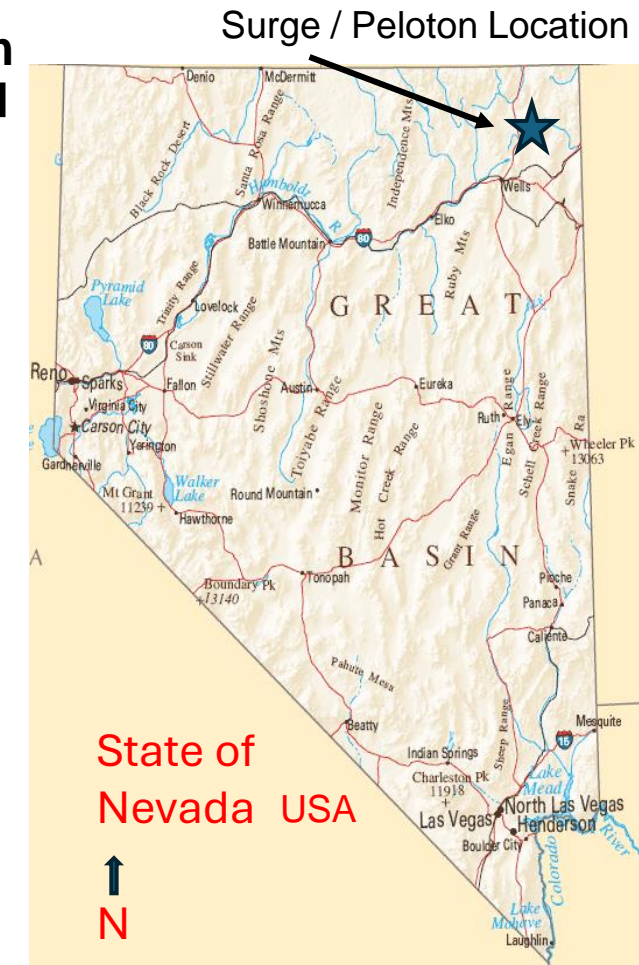 Surge / Peloton Location
n
d
Denio
McDermitt
Black Rock Desert
Santa Rosa Range
Independence Mts
Humboldt
R
Wells
Winnemucca
Elko
Battle Mountain
80
Ruby Mts
Pyramid
Lake
Trinity Range
Lovelock
GREAT
80
Carson
Sink
Stillwater Range
Shoshone Mts
Reno
Sparks
Fallon
Austin
Eureka
Virginia City
Carson City
Toiyabe Range
Monitor Range
Hot Creek Range
Ruth
Ely
Egan Range
Schell Creek Range
Snake Ra
Wheeler Pk
13063
Yerington
Gardnerville
Walker
Lake
Mt Grant
11239
Round Mountain
Hawthorne
Grant Range
A
BASIN
Boundary Pk
13140
Tonopah
Pioche
Panaca
Caliente
Pahute Mesa
Beatty
Mesquite
15
Sheep Range
Indian Springs
Charleston Pk
11918
Lake
Mead
State of
Nevada USA
Las Vegas
North Las Vegas
Henderson
Boulder City
Colorado
River
N
Lake
Mohave
Laughlin